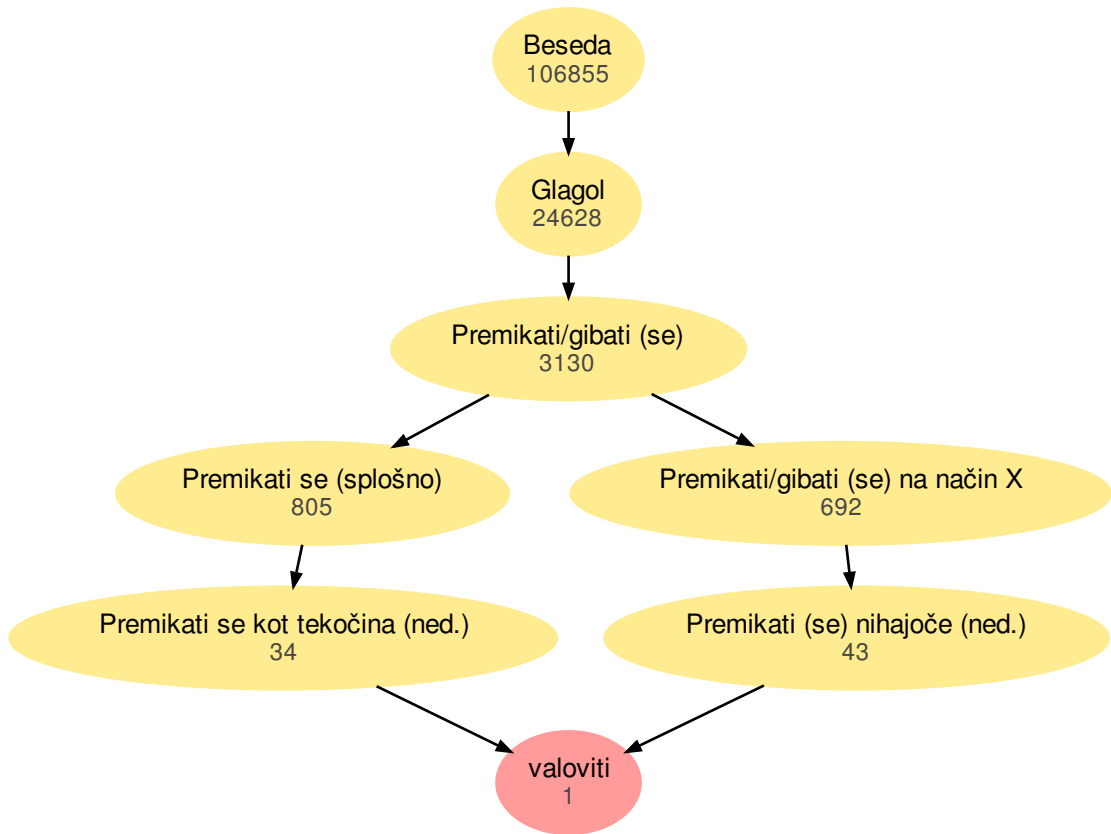 Beseda
106855
Glagol
24628
Premikati/gibati (se)
3130
Premikati se (splošno)
805
Premikati/gibati (se) na način X
692
Premikati se kot tekočina (ned.)
34
Premikati (se) nihajoče (ned.)
43
valoviti
1